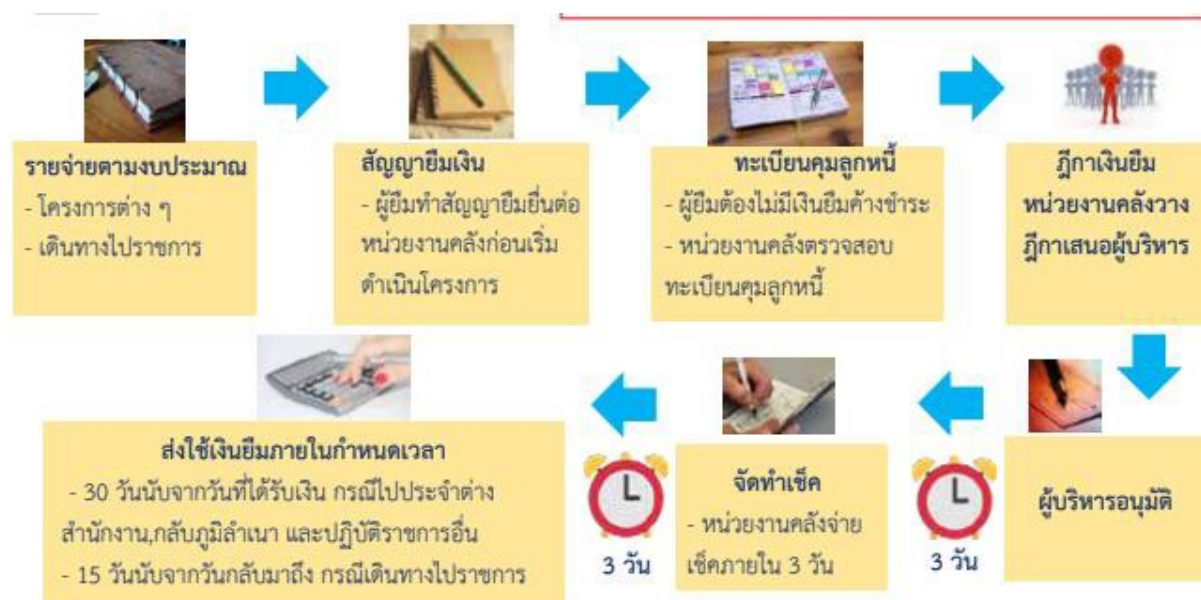 รายจ่ายตามงบประมาณ
- โครงการต่าง ๆ
- เดินทางไปราชการ
สัญญายืมเงิน
- ผู้ยืมทำสัญญายืมยื่นต่อ
หน่วยงานคลังก่อนเริ่ม
ดำเนินโครงการ
ทะเบียนคุมลูกหนี้
- ผู้ยืมต้องไม่มีเงินยืมค้างชำระ
- หน่วยงานคลังตรวจสอบ
ทะเบียนคุมลูกหนี้
ฎีกาเงินยืม
หน่วยงานคลังวาง
ฎีกาเสนอผู้บริหาร
ผู้บริหารอนุมัติ
3 วัน
จัดทำเช็ค
- หน่วยงานคลังจ่าย
เช็คภายใน 3 วัน
3 วัน
ส่งใช้เงินยืมภายในกำหนดเวลา
- 30 วันนับจากวันที่ได้รับเงิน กรณีไปประจำต่าง
สำนักงาน,กลับภูมิลำเนา และปฏิบัติราชการอื่น
- 15 วันนับจากวันกลับมาถึง กรณีเดินทางไปราชการ